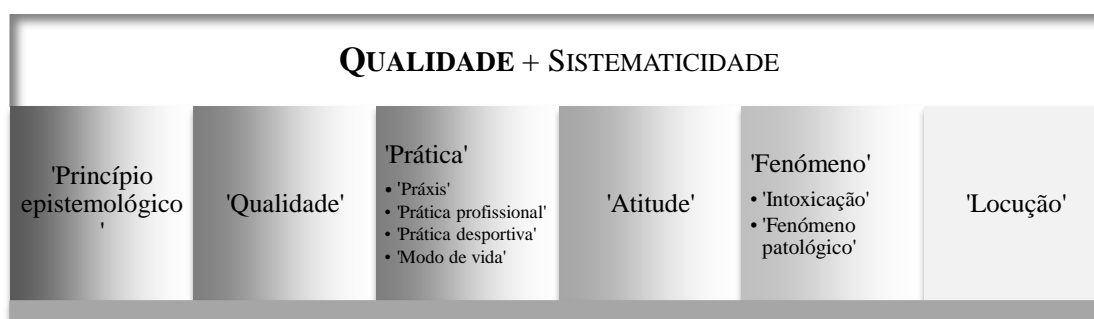 QUALIDADE + SISTEMATICIDADE
'Princípio
epistemológico
'
'Qualidade'
'Prática'
• 'Práxis'
• 'Prática profissional'
• 'Prática desportiva'
• 'Modo de vida'
'Atitude'
'Fenómeno'
• 'Intoxicação'
• 'Fenómeno
patológico'
'Locução'